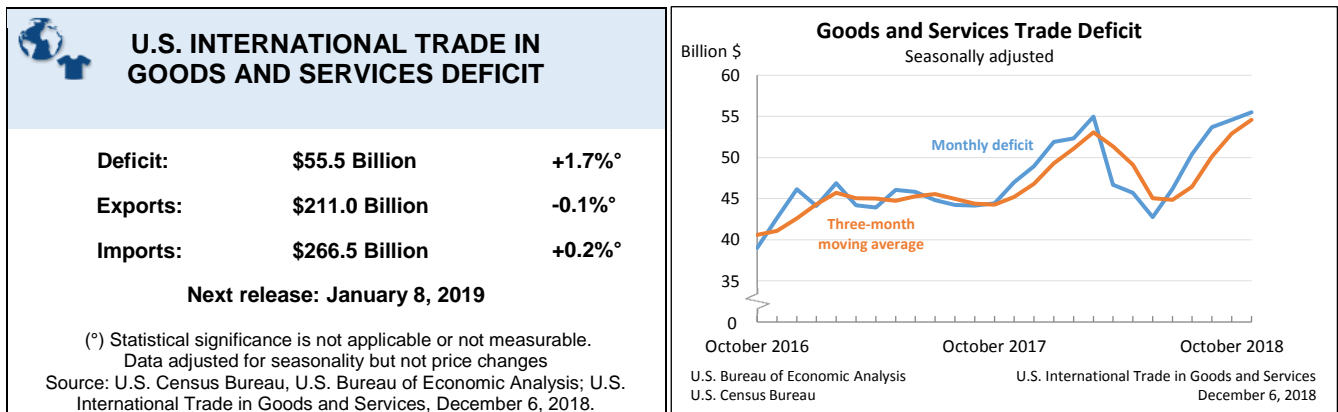 U.S. INTERNATIONAL TRADE IN
GOODS AND SERVICES DEFICIT
Deficit: $55.5 Billion +1.7%°
Exports: $211.0 Billion -0.1%°
Imports: $266.5 Billion +0.2%°
Next release: January 8, 2019
(°) Statistical significance is not applicable or not measurable.
Data adjusted for seasonality but not price changes
Source: U.S. Census Bureau, U.S. Bureau of Economic Analysis; U.S.
International Trade in Goods and Services, December 6, 2018.
Goods and Services Trade Deficit
Billion $
Seasonally adjusted
60
55
50
45
40
35
0
Monthly deficit
Three-month
moving average
October 2016 October 2017 October 2018
U.S. Bureau of Economic Analysis U.S. International Trade in Goods and Services
U.S. Census Bureau December 6, 2018